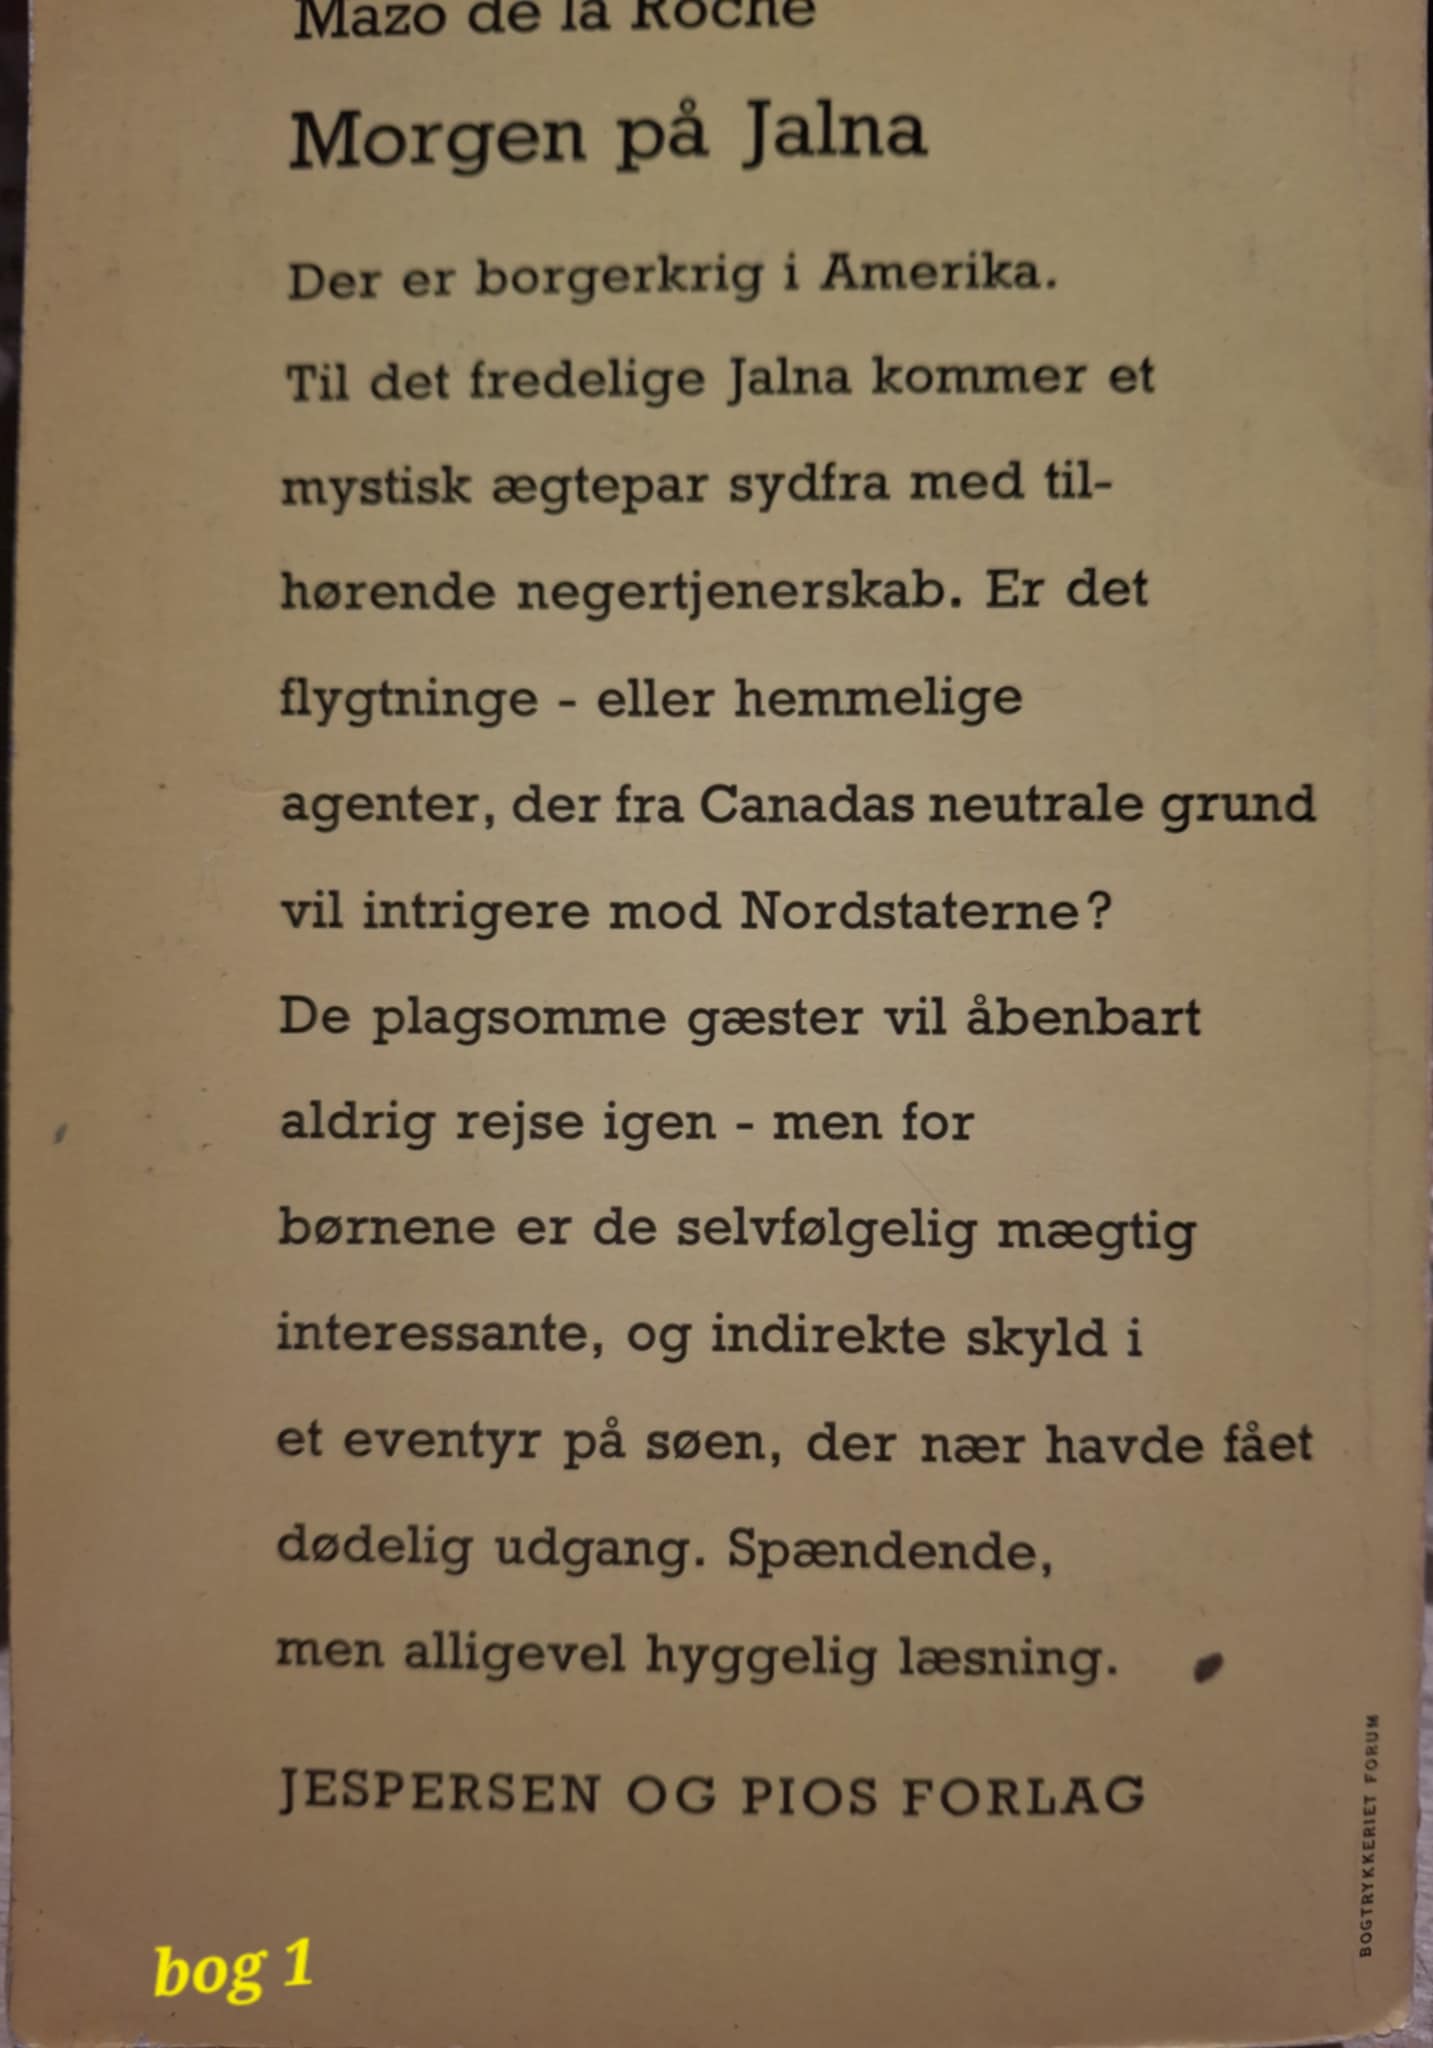 Mazo de la Roche
Morgen på Jalna
Der er borgerkrig i Amerika.
Til det fredelige Jalna kommer et
mystisk ægtepar sydfra med til-
hørende negertjenerskab. Er det
flygtninge - eller hemmelige
agenter, der fra Canadas neutrale grund
vil intrigere mod Nordstaterne?
De plagsomme gæster vil åbenbart
aldrig rejse igen - men for
børnene er de selvfølgelig mægtig
interessante, og indirekte skyld i
et eventyr på søen, der nær havde fået
dødelig udgang. Spændende,
men alligevel hyggelig læsning.
JESPERSEN OG PIOS FORLAG
BOGTRYKKERIET FORUM
bog 1